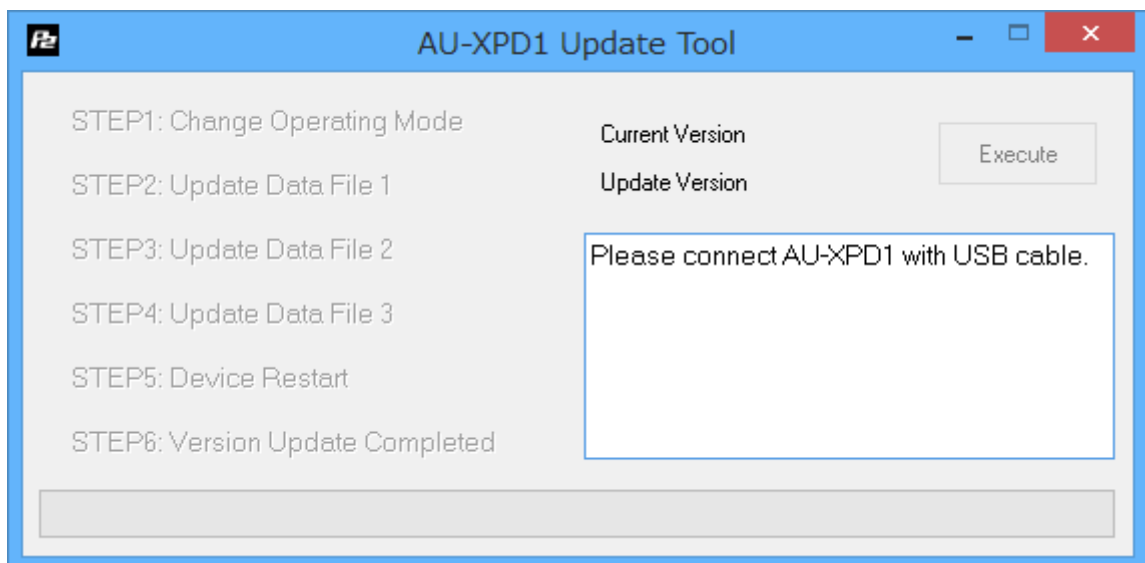 P2
AU-XPD1 Update Tool
STEP1: Change Operating Mode
STEP2: Update Data File 1
STEP3: Update Data File 2
STEP4: Update Data File 3
STEP5: Device Restart
STEP6: Version Update Completed
Current Version
Update Version
Execute
Please connect AU-XPD1 with USB cable.